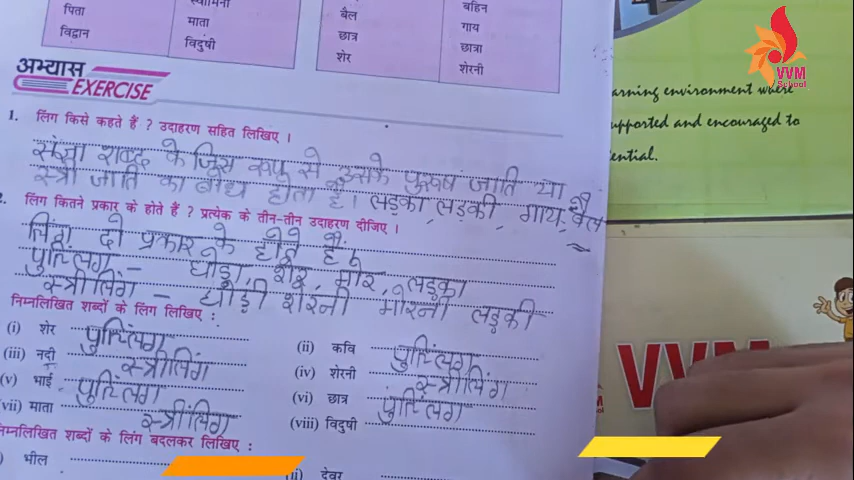 पिता
विद्वान
स्वामिनी
माता
विदुषी
बैल
छात्र
शेर
बहिन
गाय
छात्रा
शेरनी
अभ्यास
EXERCISE
1. लिंग किसे कहते हैं ? उदाहरण सहित लिखिए ।
संज्ञा शब्द के जिस रूप से उसके पुरुष जाति या
स्त्री जाति का बोध होता है। लड़का, लड़की, गाय, बैल
लिंग कितने प्रकार के होते हैं ? प्रत्येक के तीन-तीन उदाहरण दीजिए ।
लिंग दो प्रकार के होते हैं।
पुल्लिंग - घोड़ा, शेर, मोर, लड़का
स्त्रीलिंग - घोड़ी शेरनी मोरनी लड़की
निम्नलिखित शब्दों के लिंग लिखिए :
(i) शेर पुल्लिंग (ii) कवि पुल्लिंग
(iii) नदी स्त्रीलिंग (iv) शेरनी स्त्रीलिंग
(v) भाई पुल्लिंग (vi) छात्र पुल्लिंग
(vii) माता स्त्रीलिंग (viii) विदुषी
निम्नलिखित शब्दों के लिंग बदलकर लिखिए :
भील (ii) देवर
VVM
School
arning environment where
upported and encouraged to
ential.
VVM